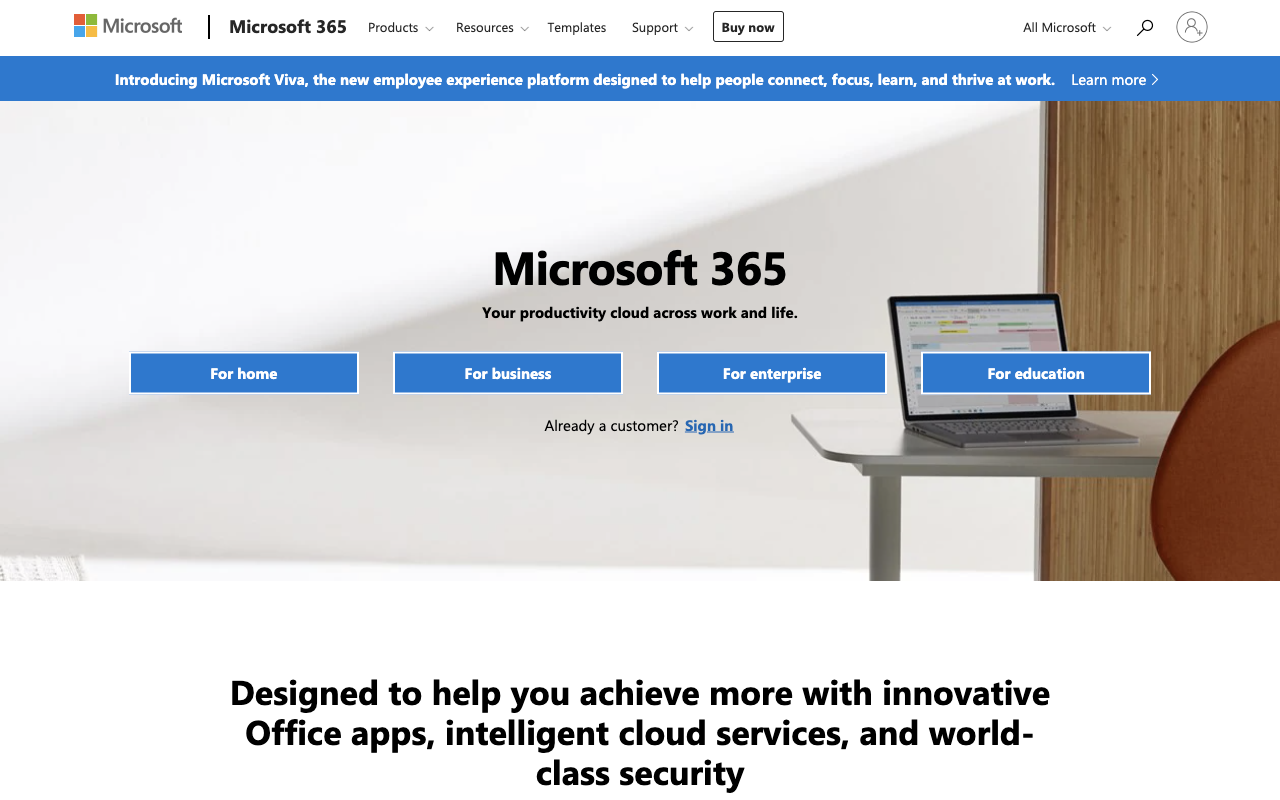 Microsoft
Microsoft 365
Products
Resources
Templates
Support
Buy now
All Microsoft
Introducing Microsoft Viva, the new employee experience platform designed to help people connect, focus, learn, and thrive at work. Learn more
Microsoft 365
Your productivity cloud across work and life.
For home
For business
For enterprise
For education
Already a customer? Sign in
Designed to help you achieve more with innovative
Office apps, intelligent cloud services, and world-
class security